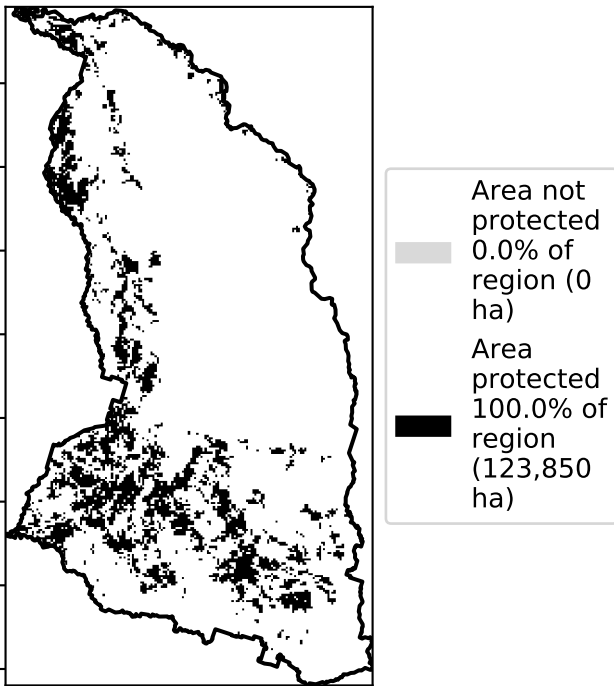 Area not
protected
0.0% of
region (0
ha)
Area
protected
100.0% of
region
(123,850
ha)